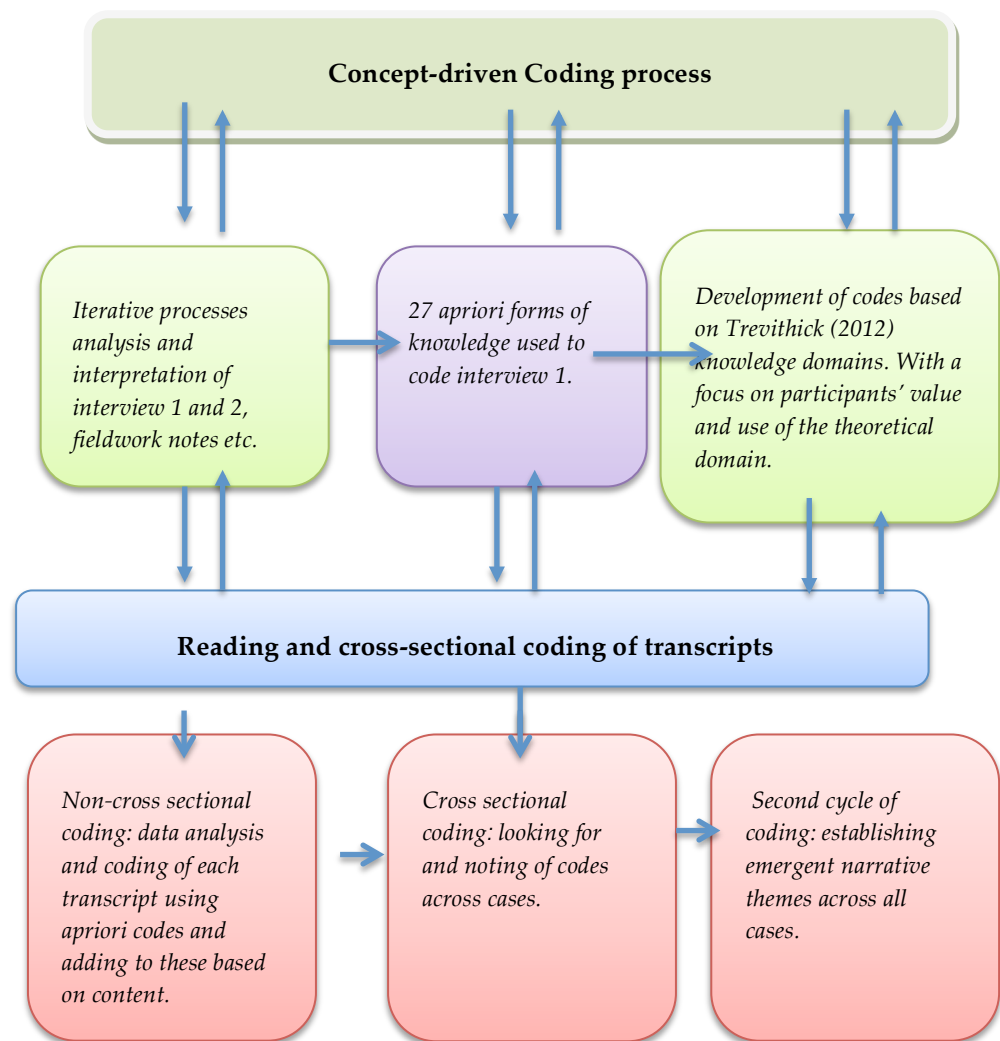 Concept-driven Coding process
Iterative processes
analysis and
interpretation of
interview 1 and 2,
fieldwork notes etc.
27 apriori forms of
knowledge used to
code interview 1.
Development of codes based
on Trevithick (2012)
knowledge domains. With a
focus on participants’ value
and use of the theoretical
domain.
Reading and cross-sectional coding of transcripts
Non-cross sectional
coding: data analysis
and coding of each
transcript using
apriori codes and
adding to these based
on content.
Cross sectional
coding: looking for
and noting of codes
across cases.
Second cycle of
coding: establishing
emergent narrative
themes across all
cases.